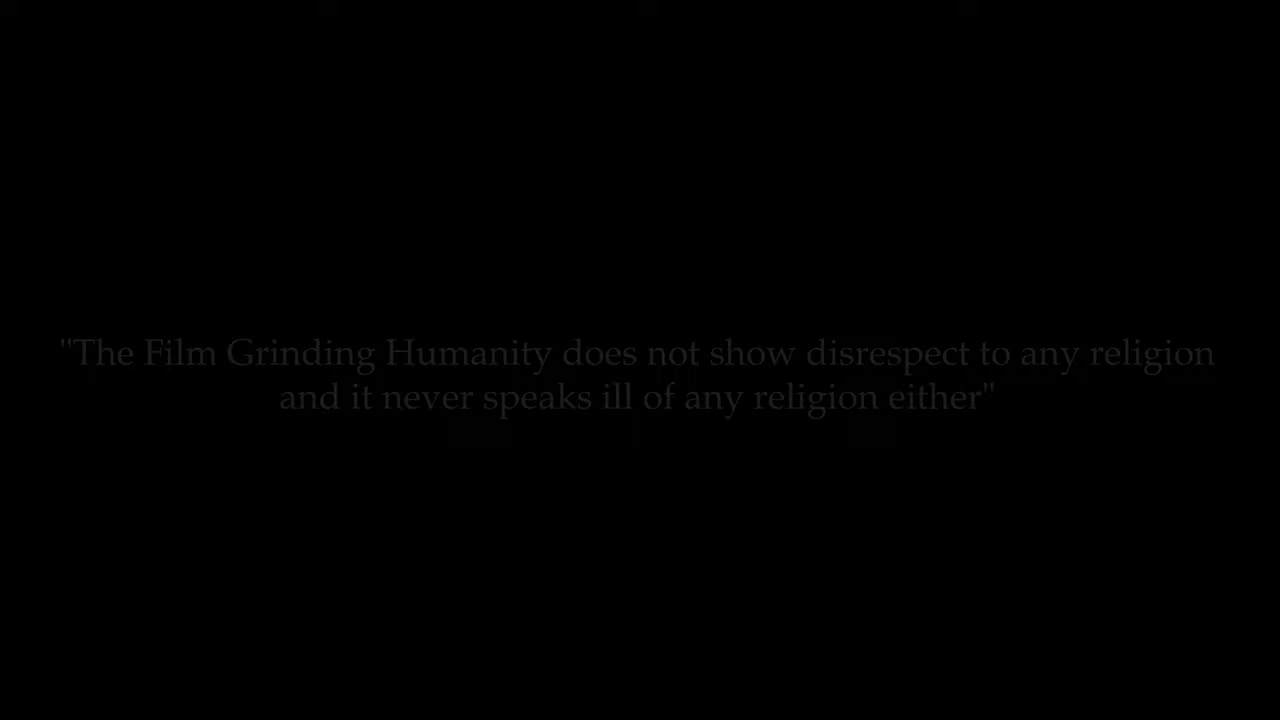 "The Film Grinding Humanity does not show disrespect to any religion
and it never speaks ill of any religion either"